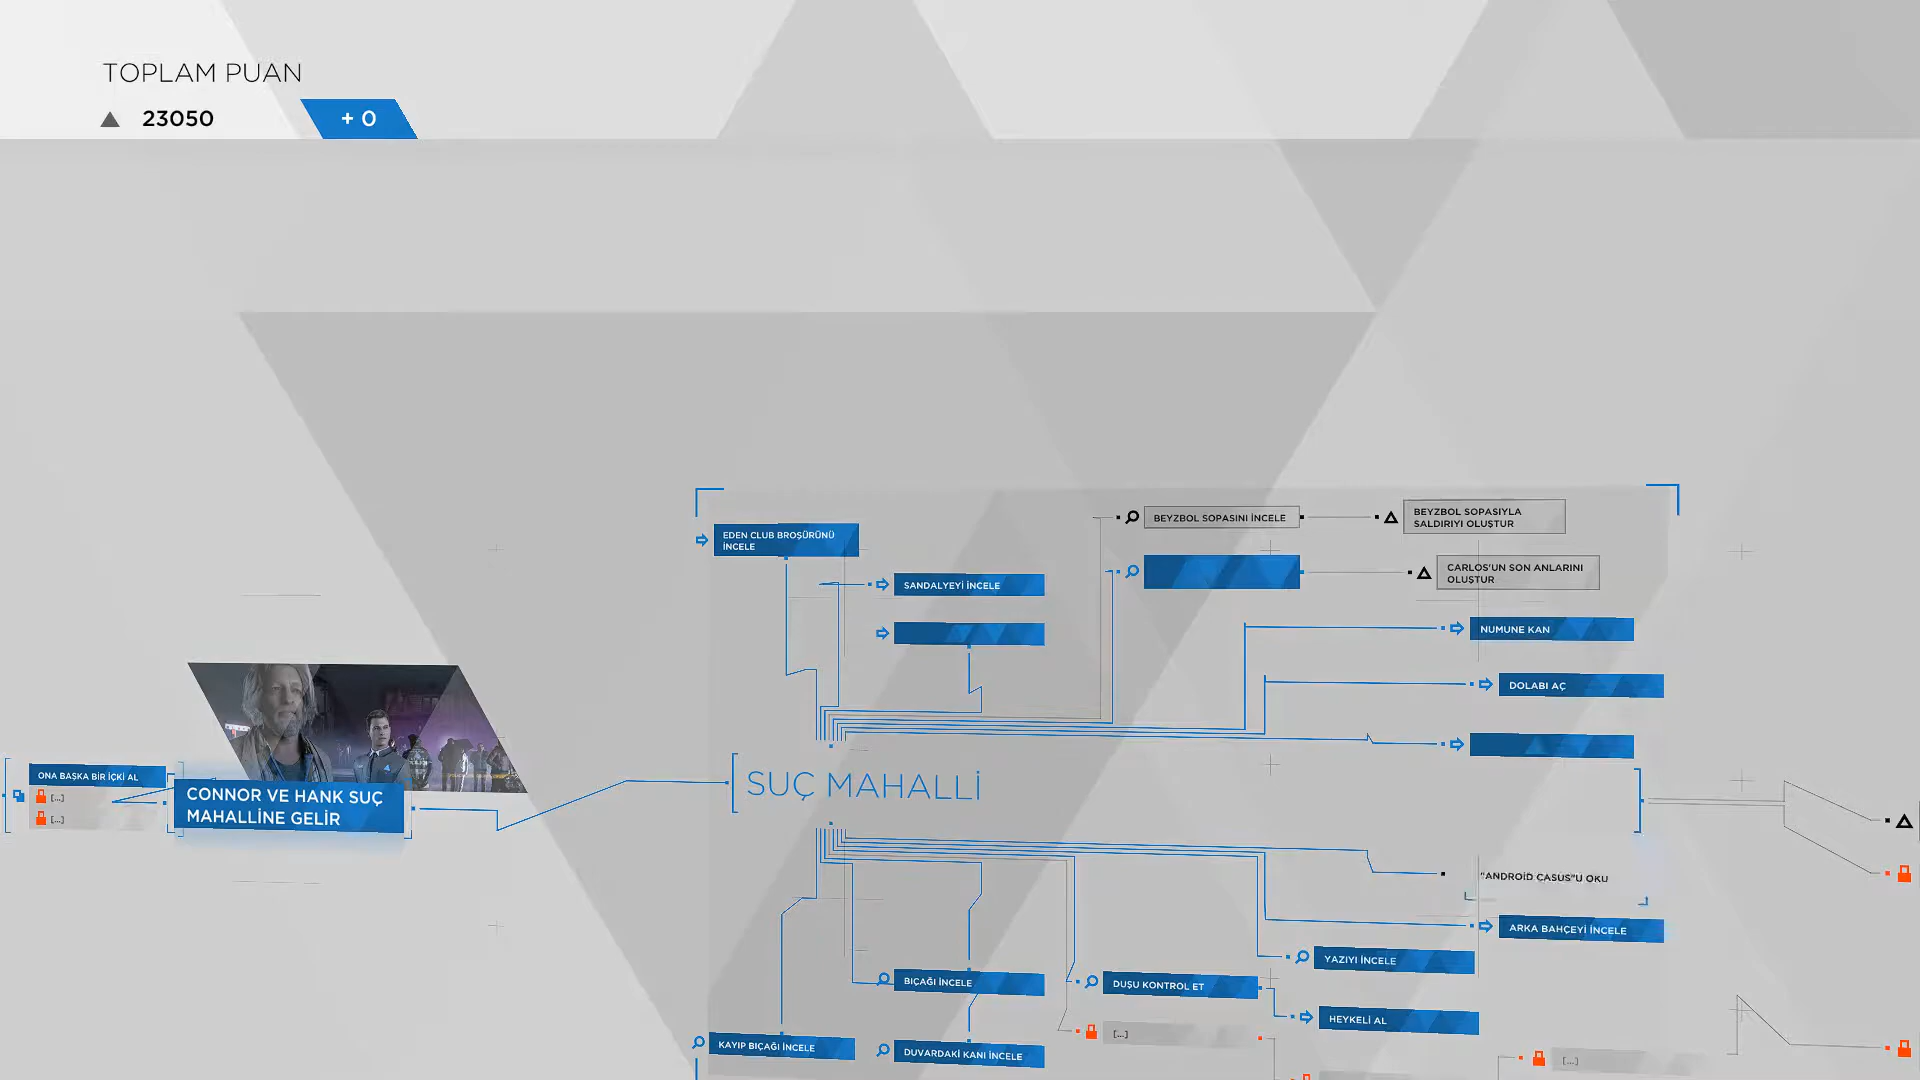 TOPLAM PUAN
23050
+ 0
EDEN CLUB BROŞÜRÜNÜ
İNCELE
SANDALYEYİ İNCELE
BEYZBOL SOPASINI İNCELE
BEYZBOL SOPASIYLA
SALDIRIYI OLUŞTUR
CARLOS'UN SON ANLARINI
OLUŞTUR
NUMUNE KAN
DOLABI AÇ
ONA BAŞKA BİR İÇKİ AL
[...]
[...]
CONNOR VE HANK SUÇ
MAHALLİNE GELİR
SUÇ MAHALLİ
"ANDROİD CASUS"U OKU
ARKA BAHÇEYİ İNCELE
YAZIYI İNCELE
BIÇAĞI İNCELE
DUŞU KONTROL ET
HEYKELİ AL
[...]
KAYIP BIÇAĞI İNCELE
DUVARDAKİ KANI İNCELE
[...]